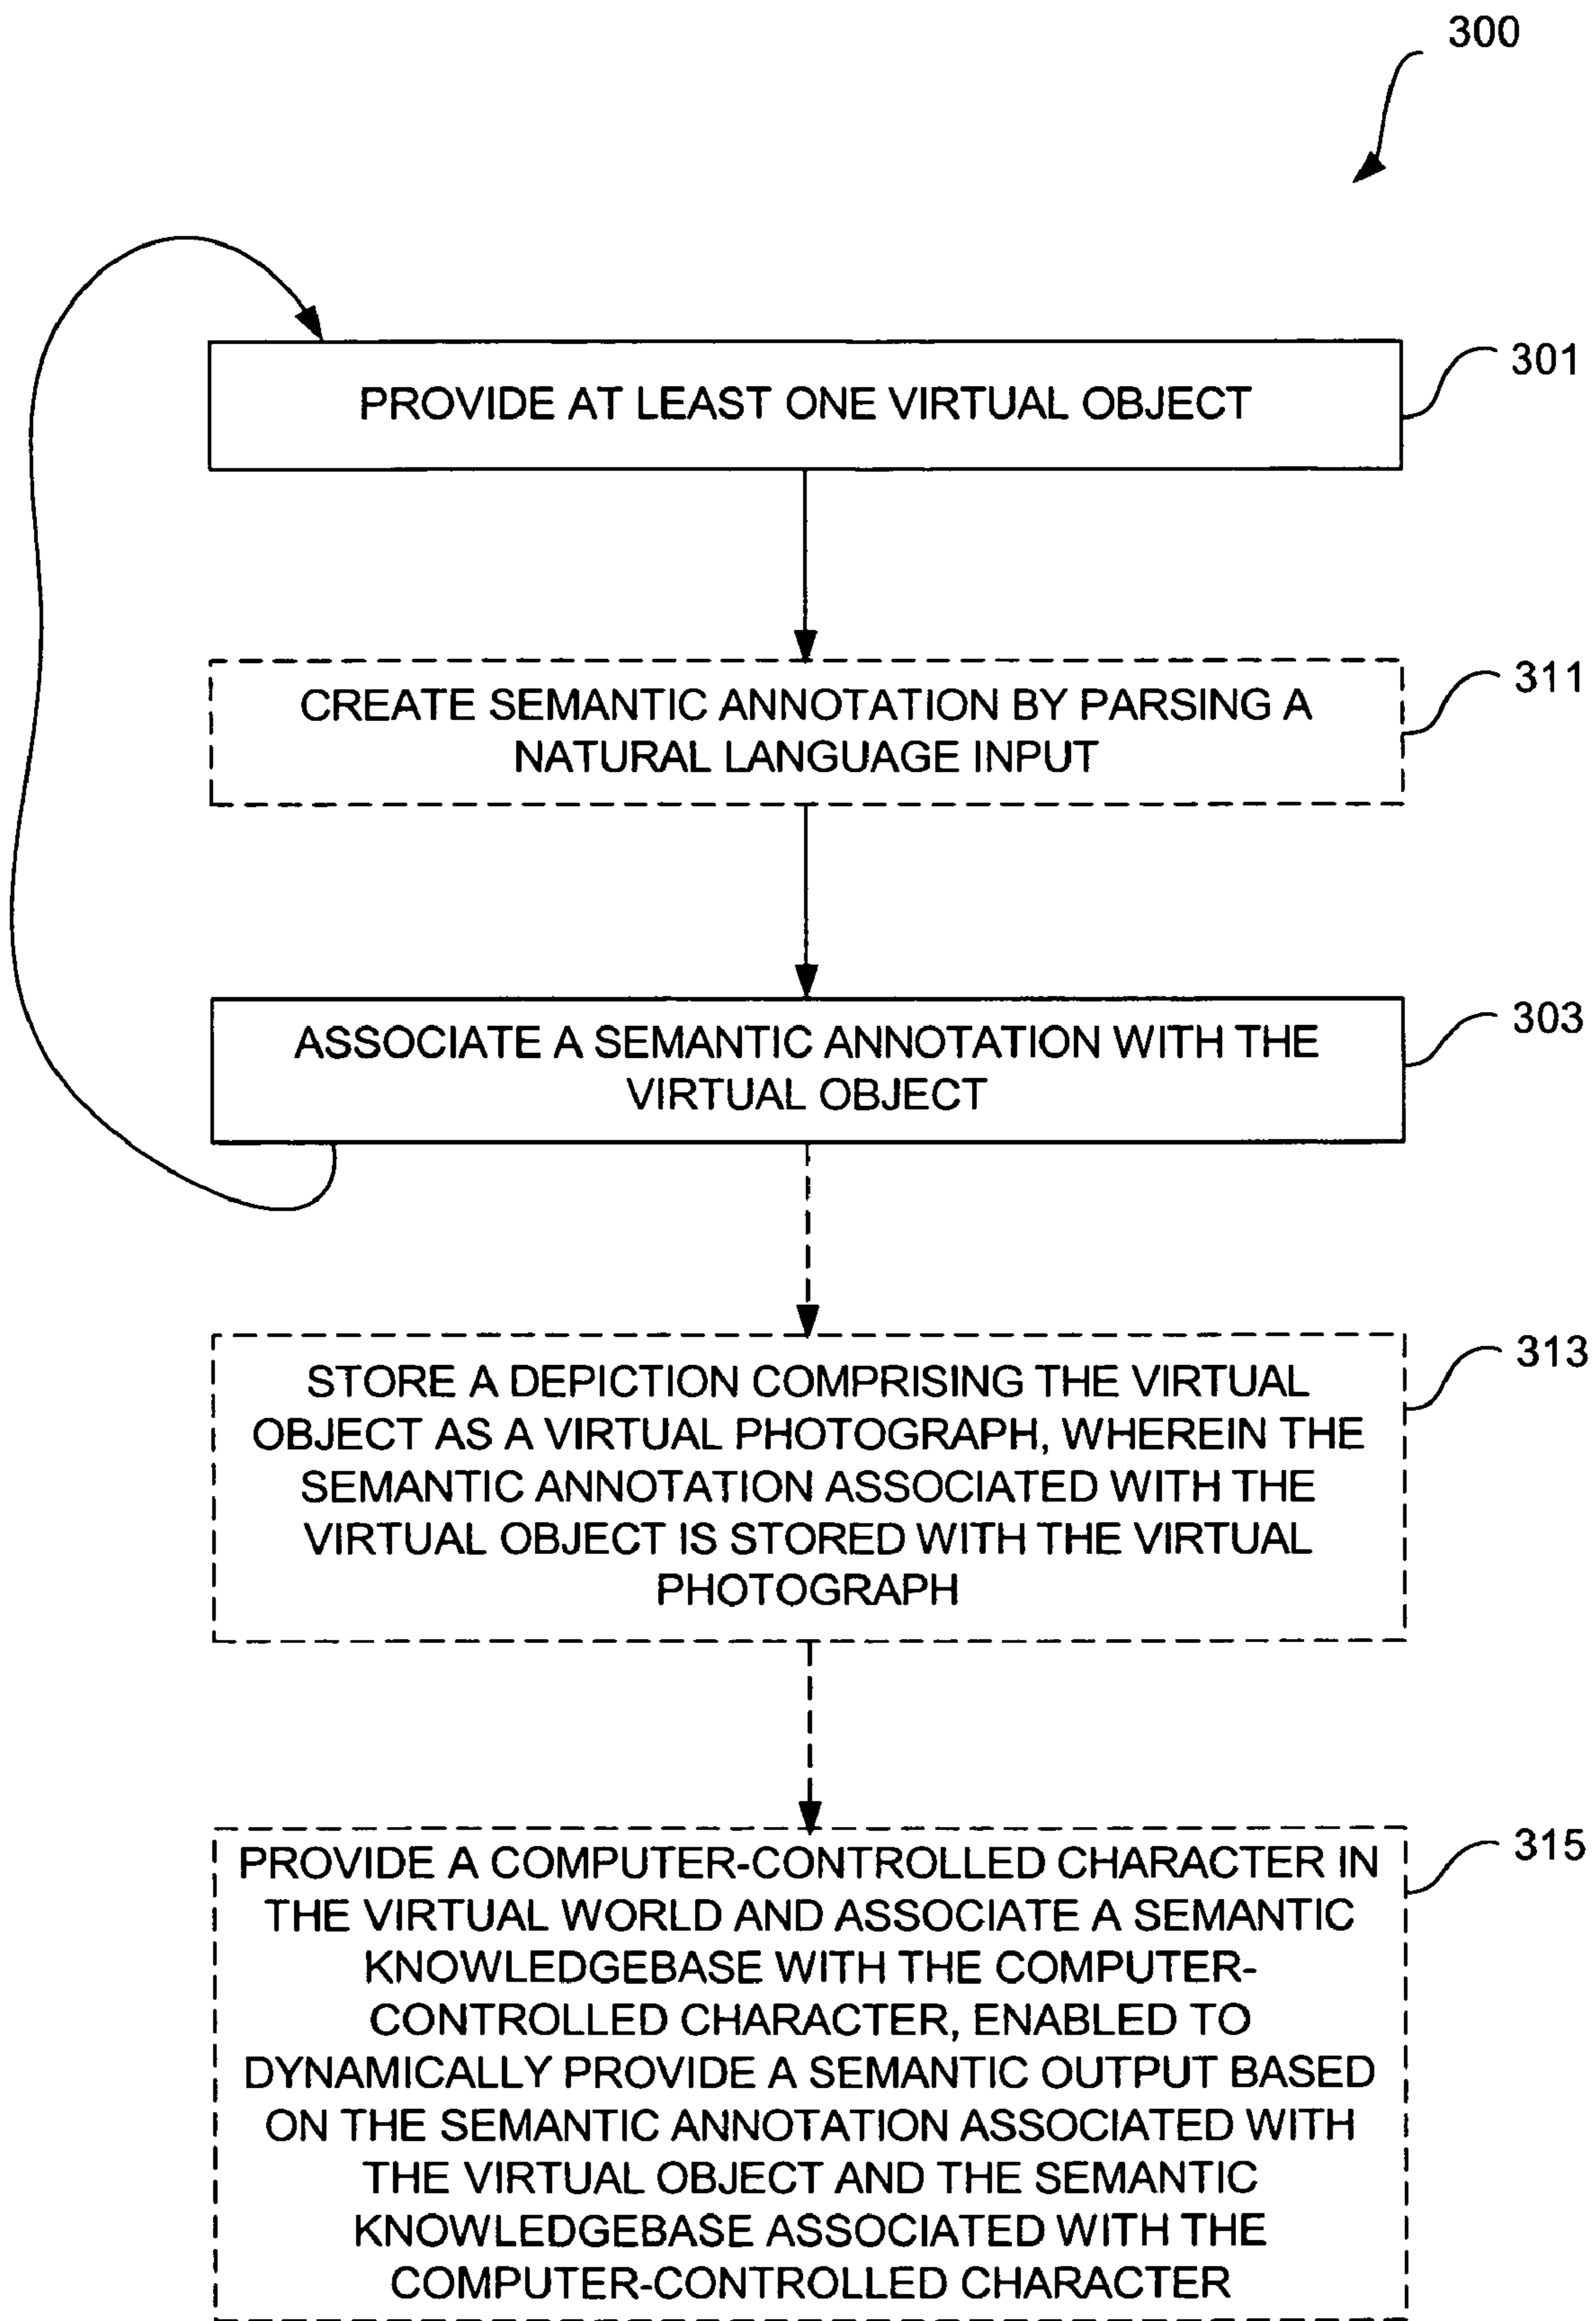 300
PROVIDE AT LEAST ONE VIRTUAL OBJECT
301
CREATE SEMANTIC ANNOTATION BY PARSING A
NATURAL LANGUAGE INPUT
311
ASSOCIATE A SEMANTIC ANNOTATION WITH THE
VIRTUAL OBJECT
303
STORE A DEPICTION COMPRISING THE VIRTUAL
OBJECT AS A VIRTUAL PHOTOGRAPH, WHEREIN THE
SEMANTIC ANNOTATION ASSOCIATED WITH THE
VIRTUAL OBJECT IS STORED WITH THE VIRTUAL
PHOTOGRAPH
313
PROVIDE A COMPUTER-CONTROLLED CHARACTER IN
THE VIRTUAL WORLD AND ASSOCIATE A SEMANTIC
KNOWLEDGEBASE WITH THE COMPUTER-
CONTROLLED CHARACTER, ENABLED TO
DYNAMICALLY PROVIDE A SEMANTIC OUTPUT BASED
ON THE SEMANTIC ANNOTATION ASSOCIATED WITH
THE VIRTUAL OBJECT AND THE SEMANTIC
KNOWLEDGEBASE ASSOCIATED WITH THE
COMPUTER-CONTROLLED CHARACTER
315